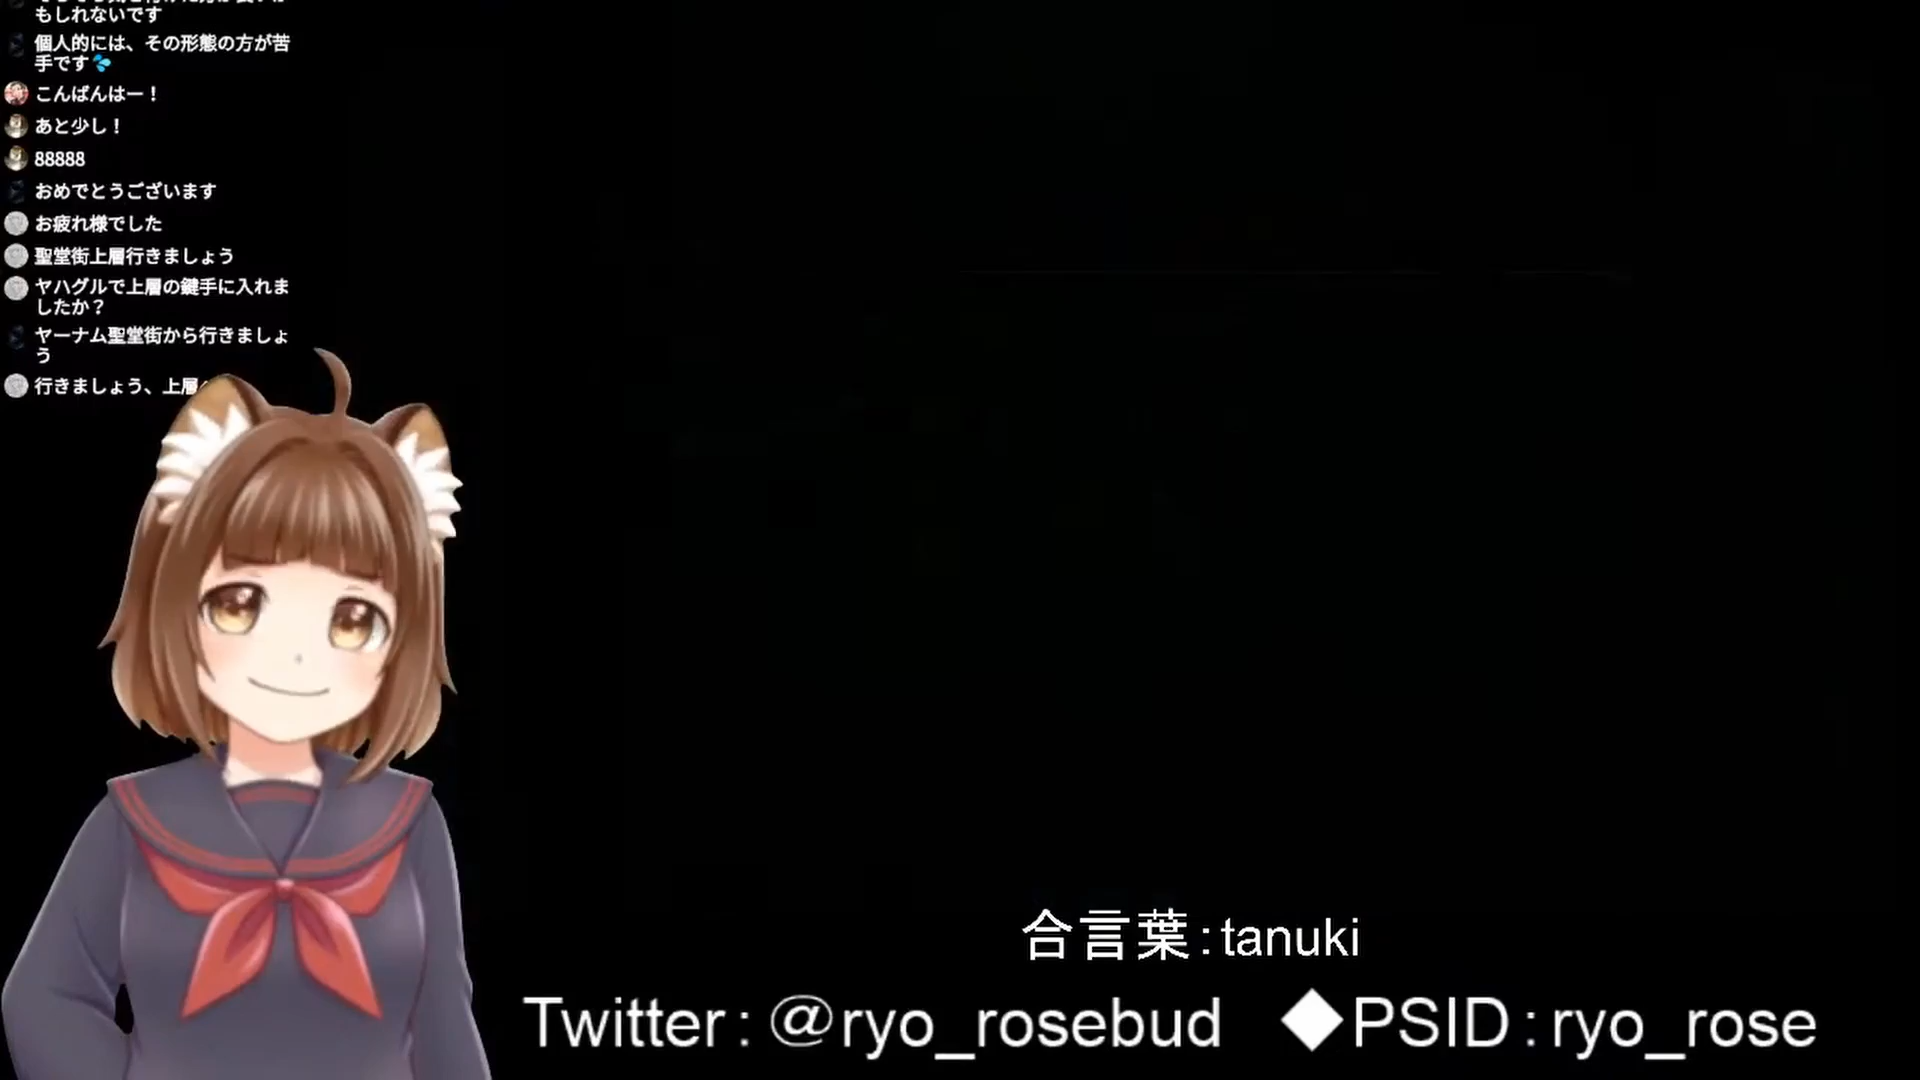 もしれないです
個人的には、その形態の方が苦
手です💦
こんばんはー！
あと少し！
88888
おめでとうございます
お疲れ様でした
聖堂街上層行きましょう
ヤハグルで上層の鍵手に入れま
したか？
ヤーナム聖堂街から行きましょ
う
行きましょう、上層へ
合言葉:tanuki
Twitter:@ryo_rosebud ◆PSID:ryo_rose